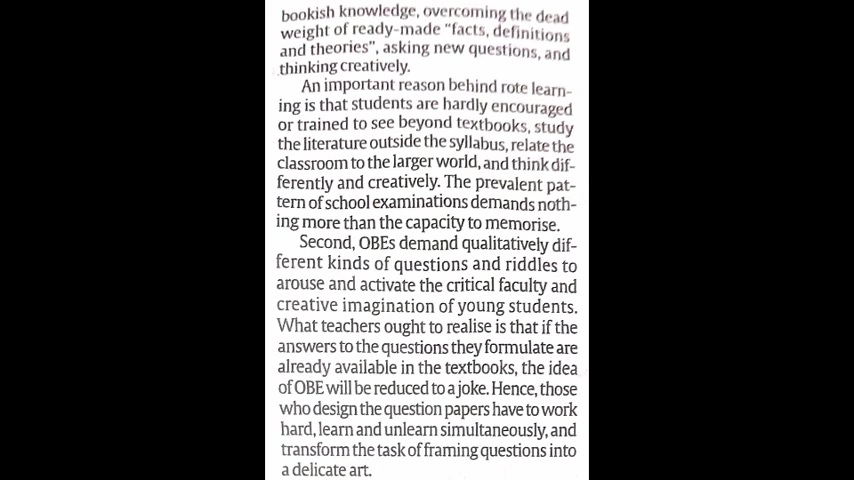 bookish knowledge, overcoming the dead
weight of ready-made “facts, definitions
and theories”, asking new questions, and
thinking creatively.
An important reason behind rote learn-
ing is that students are hardly encouraged
or trained to see beyond textbooks, study
the literature outside the syllabus, relate the
classroom to the larger world, and think dif-
ferently and creatively. The prevalent pat-
tern of school examinations demands noth-
ing more than the capacity to memorise.
Second, OBEs demand qualitatively dif-
ferent kinds of questions and riddles to
arouse and activate the critical faculty and
creative imagination of young students.
What teachers ought to realise is that if the
answers to the questions they formulate are
already available in the textbooks, the idea
of OBE will be reduced to a joke. Hence, those
who design the question papers have to work
hard, learn and unlearn simultaneously, and
transform the task of framing questions into
a delicate art.